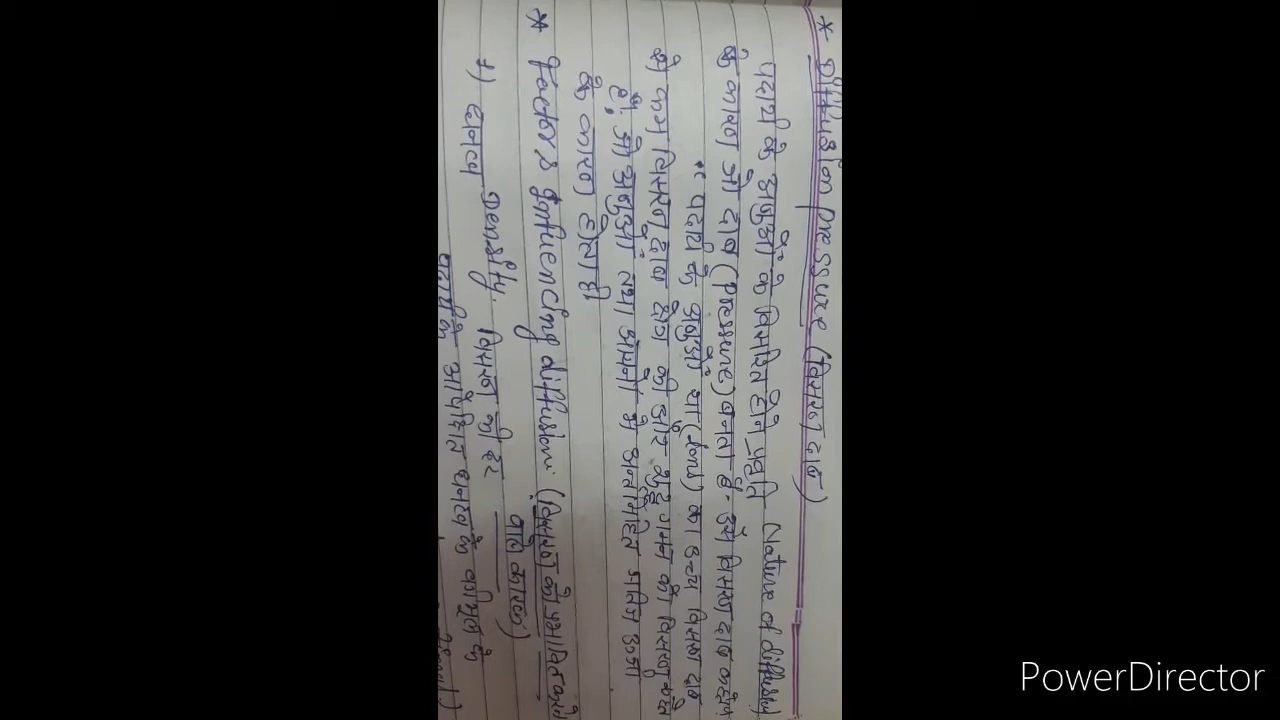 * Diffusion pressure (विसरण दाब)
पदार्थ के अणुओं के विसरित होने प्रवृति (Nature of diffusion
के कारण जो दाब (Pressure) बनता है. उसे विसरण दाब कहते
"पदार्थ के अणुओं या (Ions) का उच्च विसरण दाब
से कम विसरण दाब क्षेत्र की ओर शुद्ध गमन को विसरण कहते
है; जो अणुओं तथा आयनों में अन्तर्निहित गतिज उर्जा
के कारण होता है
* Factors Influencing diffusion: (विसरण को प्रभावित करने
वाले कारक)
1) घनत्व Density. विसरण की दर
पदार्थ के आपेक्षित घनत्व के वर्गमूल के
PowerDirector